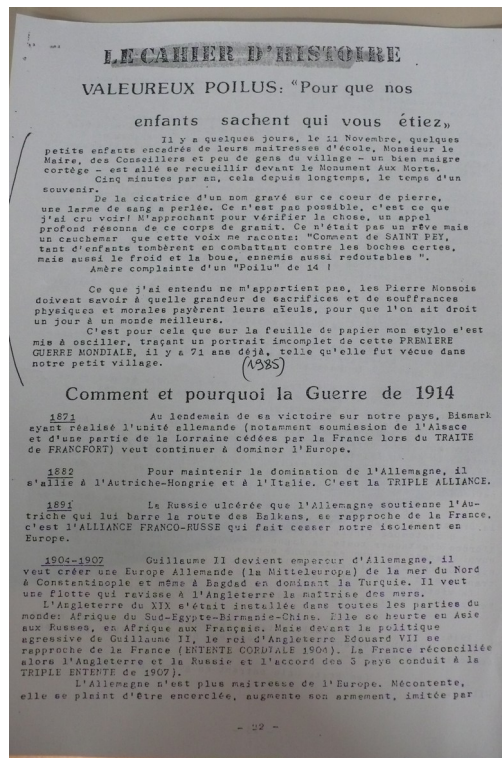 LE CAHIER D'HISTOIRE
VALEUREUX POILUS: "Pour que nos
enfants sachent qui vous étiez»
Il y a quelques jours, le 11 Novembre, quelques
petits enfants encadrés de leurs maitresses d'école, Monsieur le
Maire, des Conseillers et peu de gens du village - un bien maigre
cortège - est allé se recueillir devant le Monument Aux Morts.
Cinq minutes par an, cela depuis longtemps, le temps d'un
souvenir.
De la cicatrice d'un nom gravé sur ce coeur de pierre,
une larme de sang a perlée. Ce n'est pas possible, c'est ce que
j'ai cru voir! M'approchant pour vérifier la chose, un appel
profond résonna de ce corps de granit. Ce n'était pas un rêve mais
un cauchemar que cette voix me raconta: "Comment de SAINT PEY,
tant d'enfants tombèrent en combattant contre les boches certes,
mais aussi le froid et la boue, ennemis aussi redoutables ".
Amère complainte d'un "Poilu" de 14 !
Ce que j'ai entendu ne m'appartient pas, les Pierre Monsois
doivent savoir à quelle grandeur de sacrifices et de souffrances
physiques et morales payèrent leurs aïeuls, pour que l'on ait droit
un jour à un monde meilleurs.
C'est pour cela que sur la feuille de papier mon stylo s'est
mis à osciller, traçant un portrait imcomplet de cette PREMIERE
GUERRE MONDIALE, il y a 71 ans déjà, telle qu'elle fut vécue dans
notre petit village.
(1985)
Comment et pourquoi la Guerre de 1914
1871 Au lendemain de sa victoire sur notre pays, Bismark
ayant réalisé l'unité allemande (notamment soumission de l'Alsace
et d'une partie de la Lorraine cédées par la France lors du TRAITE
de FRANCFORT) veut continuer à dominer l'Europe.
1882 Pour maintenir la domination de l'Allemagne, il
s'allie à l'Autriche-Hongrie et à l'Italie. C'est la TRIPLE ALLIANCE.
1891 La Russie ulcérée que l'Allemagne soutienne l'Au-
triche qui lui barre la route des Balkans, se rapproche de la France,
c'est l'ALLIANCE FRANCO-RUSSE qui fait cesser notre isolement en
Europe.
1904-1907 Guillaume II devient empereur d'Allemagne, il
veut créer une Europe Allemande (la Mitteleuropa) de la mer du Nord
à Constantinople et même à Bagdad en dominant la Turquie. Il veut
une flotte qui ravisse à l'Angleterre la maîtrise des mers.
L'Angleterre du XIX s'était installée dans toutes les parties du
monde: Afrique du Sud-Egypte-Birmanie-Chine. Elle se heurte en Asie
aux Russes, en Afrique aux Français. Mais devant la politique
agressive de Guillaume II, le roi d'Angleterre Edouard VII se
rapproche de la France (ENTENTE CORDIALE 1904). La France réconciliée
alors l'Angleterre et la Russie et l'accord des 3 pays conduit à la
TRIPLE ENTENTE de 1907).
L'Allemagne n'est plus maîtresse de l'Europe. Mécontente,
elle se plaint d'être encerclée, augmente son armement, imitée par
- 22 -